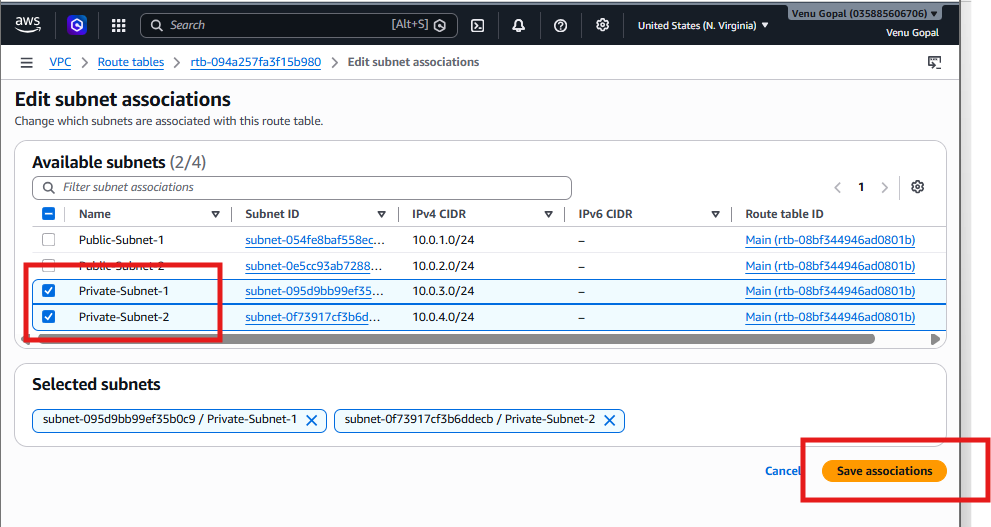 aws Search [Alt+S] United States (N. Virginia) Venu Gopal (035885606706)
Venu Gopal
VPC > Route tables > rtb-094a257fa3f15b980 > Edit subnet associations
Edit subnet associations
Change which subnets are associated with this route table.
Available subnets (2/4)
Filter subnet associations
1
Name Subnet ID IPv4 CIDR IPv6 CIDR Route table ID
Public-Subnet-1 subnet-054fe8baf558ec... 10.0.1.0/24 – Main (rtb-08bf344946ad0801b)
Public-Subnet-2 subnet-0e5cc93ab7288... 10.0.2.0/24 – Main (rtb-08bf344946ad0801b)
Private-Subnet-1 subnet-095d9bb99ef35... 10.0.3.0/24 – Main (rtb-08bf344946ad0801b)
Private-Subnet-2 subnet-0f73917cf3b6d... 10.0.4.0/24 – Main (rtb-08bf344946ad0801b)
Selected subnets
subnet-095d9bb99ef35b0c9 / Private-Subnet-1 subnet-0f73917cf3b6ddecb / Private-Subnet-2
Cancel Save associations